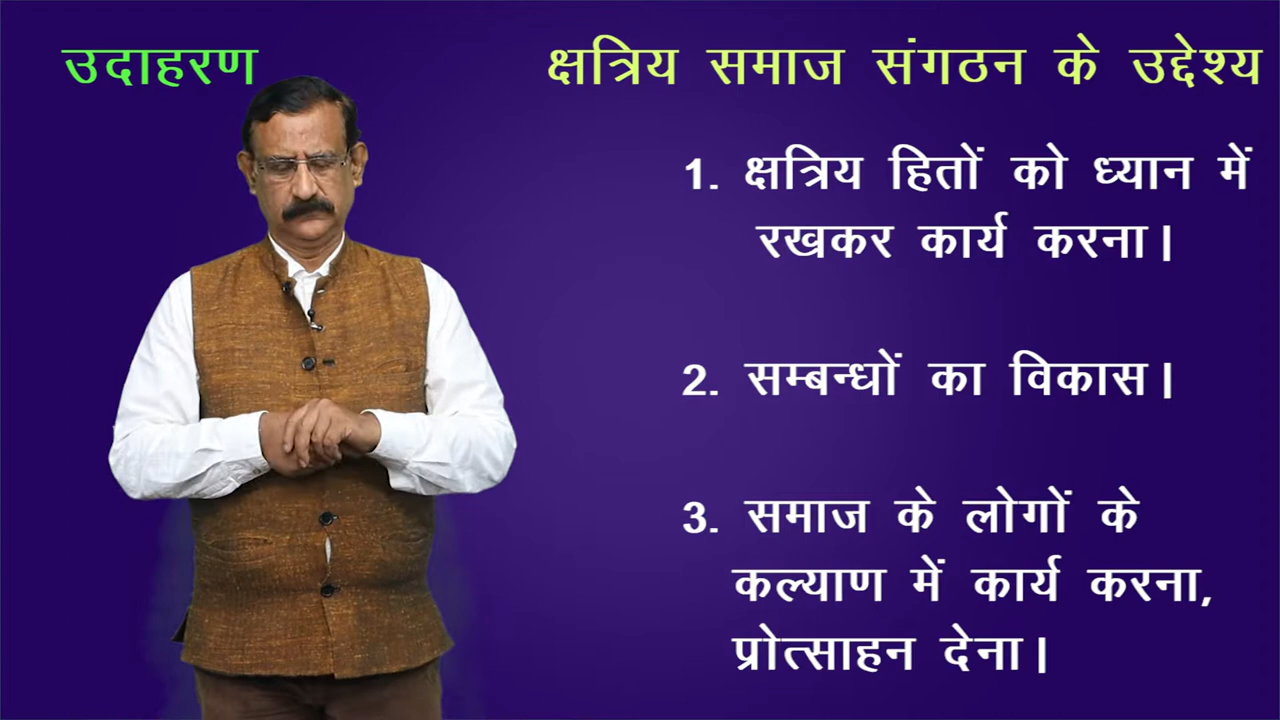 उदाहरण
क्षत्रिय समाज संगठन के उद्देश्य
1. क्षत्रिय हितों को ध्यान में
रखकर कार्य करना।
2. सम्बन्धों का विकास।
3. समाज के लोगों के
कल्याण में कार्य करना,
प्रोत्साहन देना।